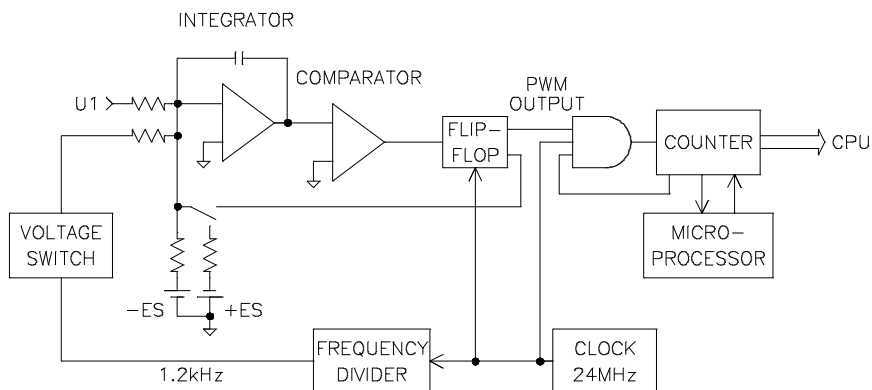 INTEGRATOR
COMPARATOR
PWM
OUTPUT
U1
FLIP-
FLOP
COUNTER
CPU
VOLTAGE
SWITCH
MICRO-
PROCESSOR
-ES
+ES
1.2kHz
FREQUENCY
DIVIDER
CLOCK
24MHz